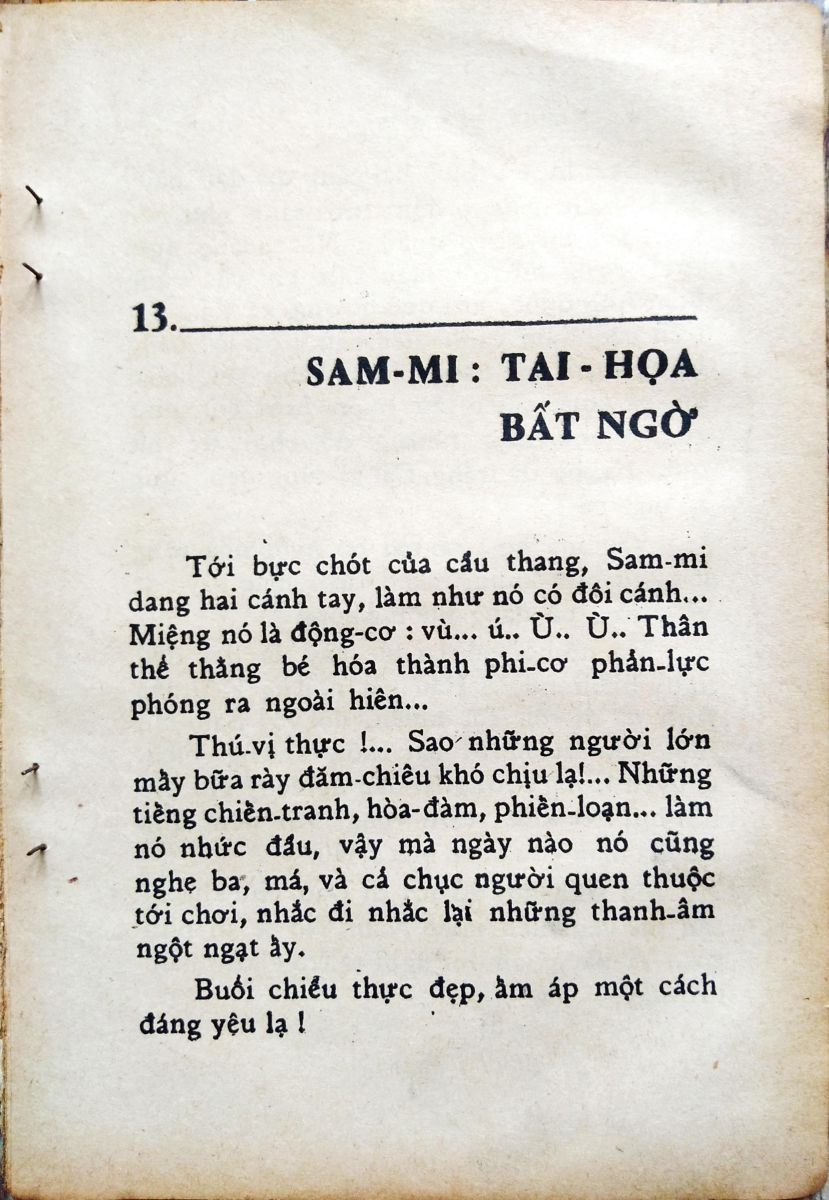 13.
SAM-MI : TAI - HỌA
BẤT NGỜ
Tới bực chót của cầu thang, Sam-mi
dang hai cánh tay, làm như nó có đôi cánh...
Miệng nó là động-cơ : vù... ú.. Ù.. Ù.. Thân
thể thằng bé hóa thành phi-cơ phản-lực
phóng ra ngoài hiên...
Thú-vị thực !... Sao những người lớn
mấy bữa rày đăm-chiêu khó chịu lạ!... Những
tiếng chiến-tranh, hòa-đàm, phiến-loạn... làm
nó nhức đầu, vậy mà ngày nào nó cũng
nghe ba, má, và cả chục người quen thuộc
tới chơi, nhắc đi nhắc lại những thanh-âm
ngột ngạt ấy.
Buổi chiều thực đẹp, ấm áp một cách
đáng yêu lạ !